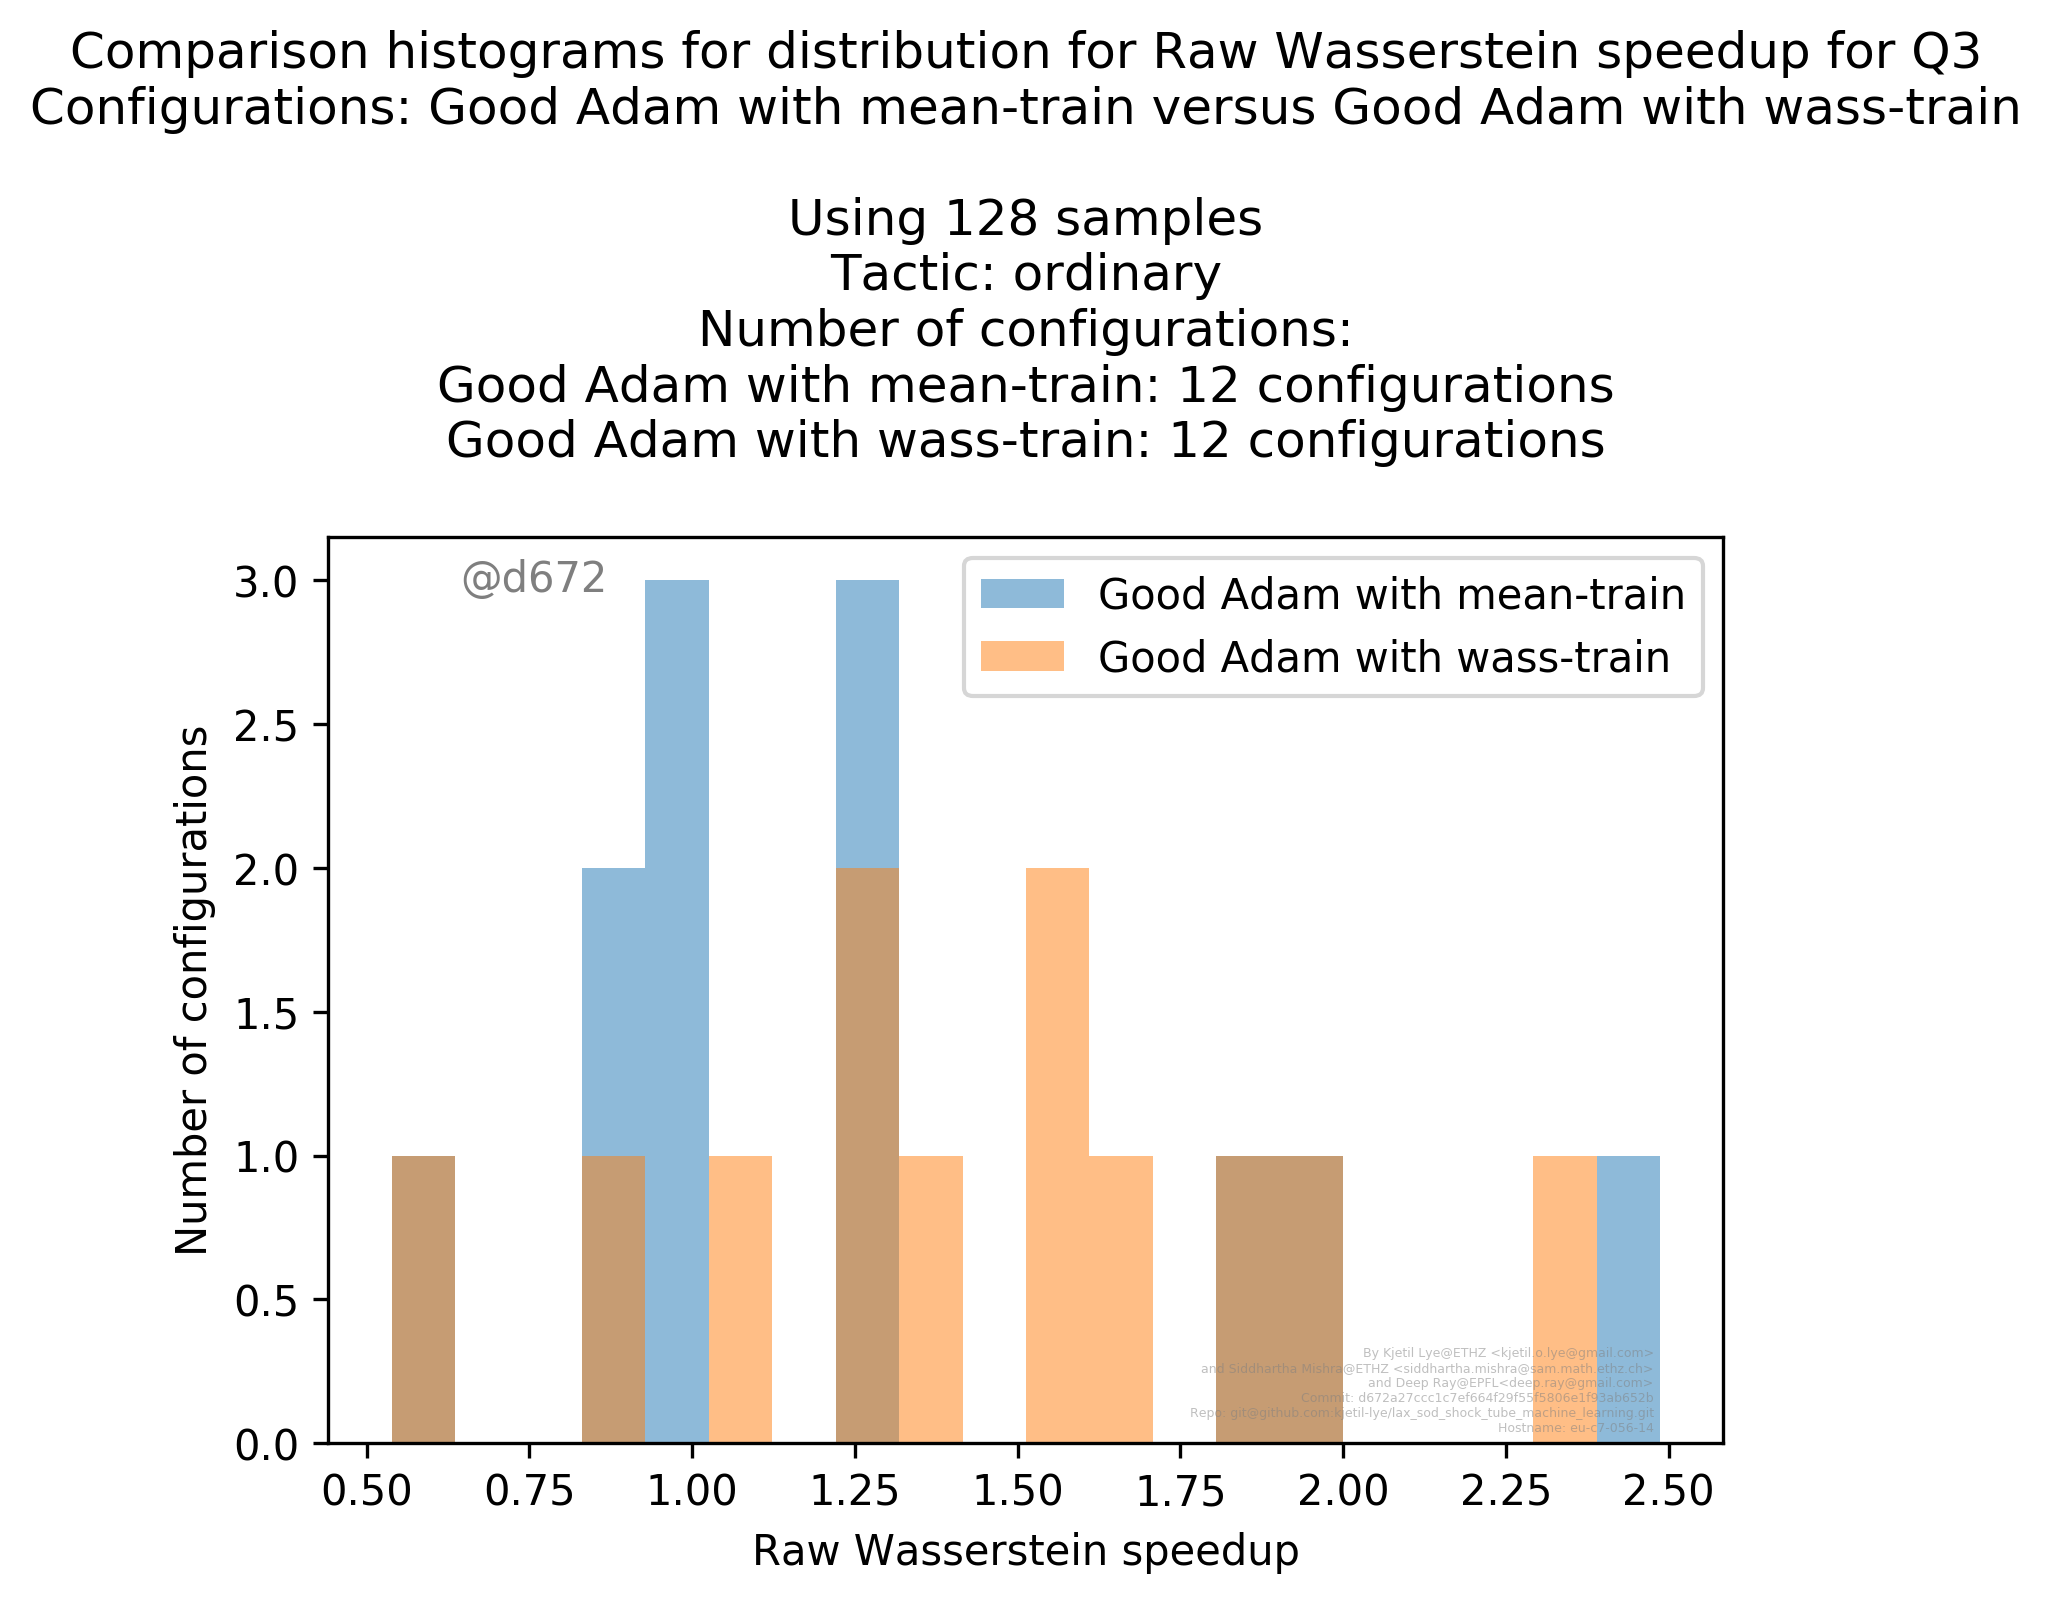 Comparison histograms for distribution for Raw Wasserstein speedup for Q3
Configurations: Good Adam with mean-train versus Good Adam with wass-train
Using 128 samples
Tactic: ordinary
Number of configurations:
Good Adam with mean-train: 12 configurations
Good Adam with wass-train: 12 configurations
@d672
Good Adam with mean-train
Good Adam with wass-train
Number of configurations
3.0
2.5
2.0
1.5
1.0
0.5
0.0
By Kjetil Lye@ETHZ <kjetil.o.lye@gmail.com>
and Siddhartha Mishra@ETHZ <siddhartha.mishra@sam.math.ethz.ch>
and Deep Ray@EPFL<deep.ray@gmail.com>
Commit: d672a27ccc1c7ef664f29f55f5806e1f93ab652b
Repo: git@github.com:kjetil-lye/lax_sod_shock_tube_machine_learning.git
Hostname: eu-c7-056-14
0.50 0.75 1.00 1.25 1.50 1.75 2.00 2.25 2.50
Raw Wasserstein speedup